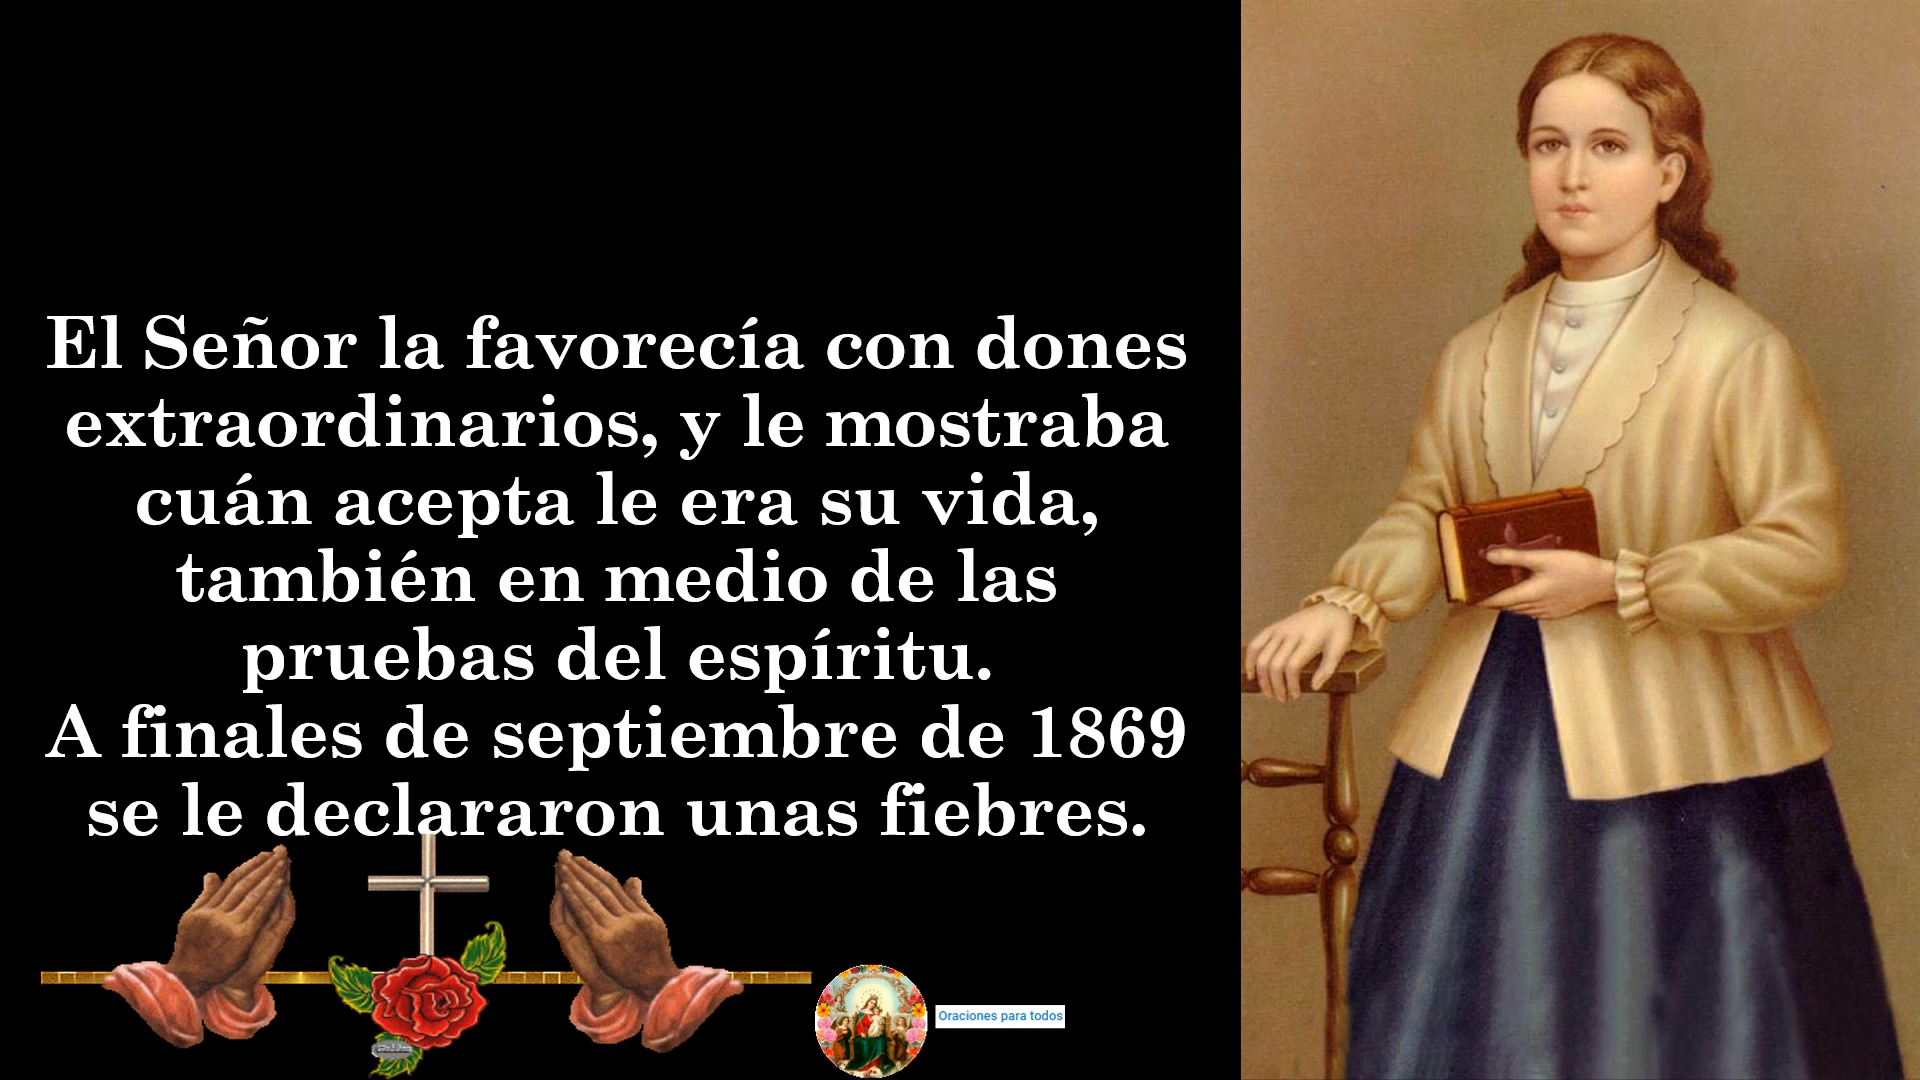 El Señor la favorecía con dones
extraordinarios, y le mostraba
cuán acepta le era su vida,
también en medio de las
pruebas del espíritu.
A finales de septiembre de 1869
se le declararon unas fiebres.
Oraciones para todos